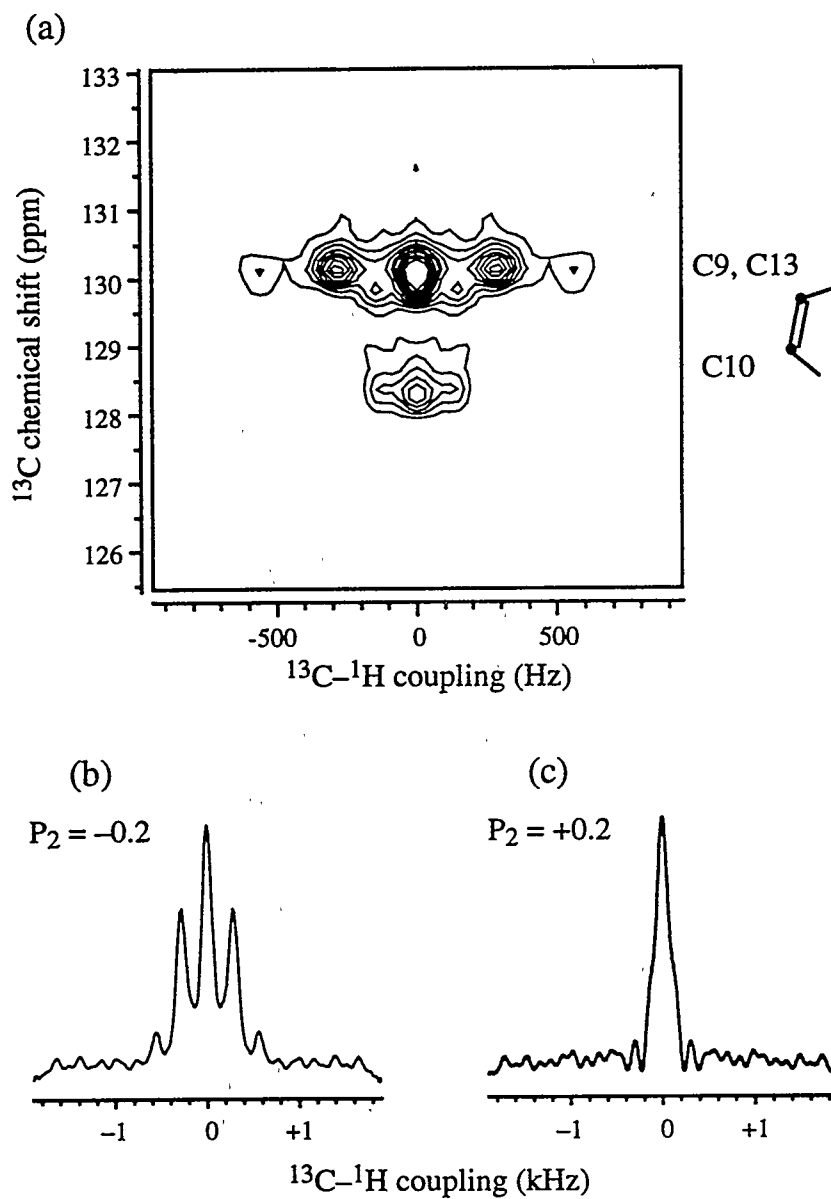 (a)
133
132
131
130
129
128
127
126
¹³C chemical shift (ppm)
C9, C13
C10
-500 0 500
¹³C–¹H coupling (Hz)
(b)
P₂ = –0.2
(c)
P₂ = +0.2
–1 0 +1
–1 0 +1
¹³C–¹H coupling (kHz)